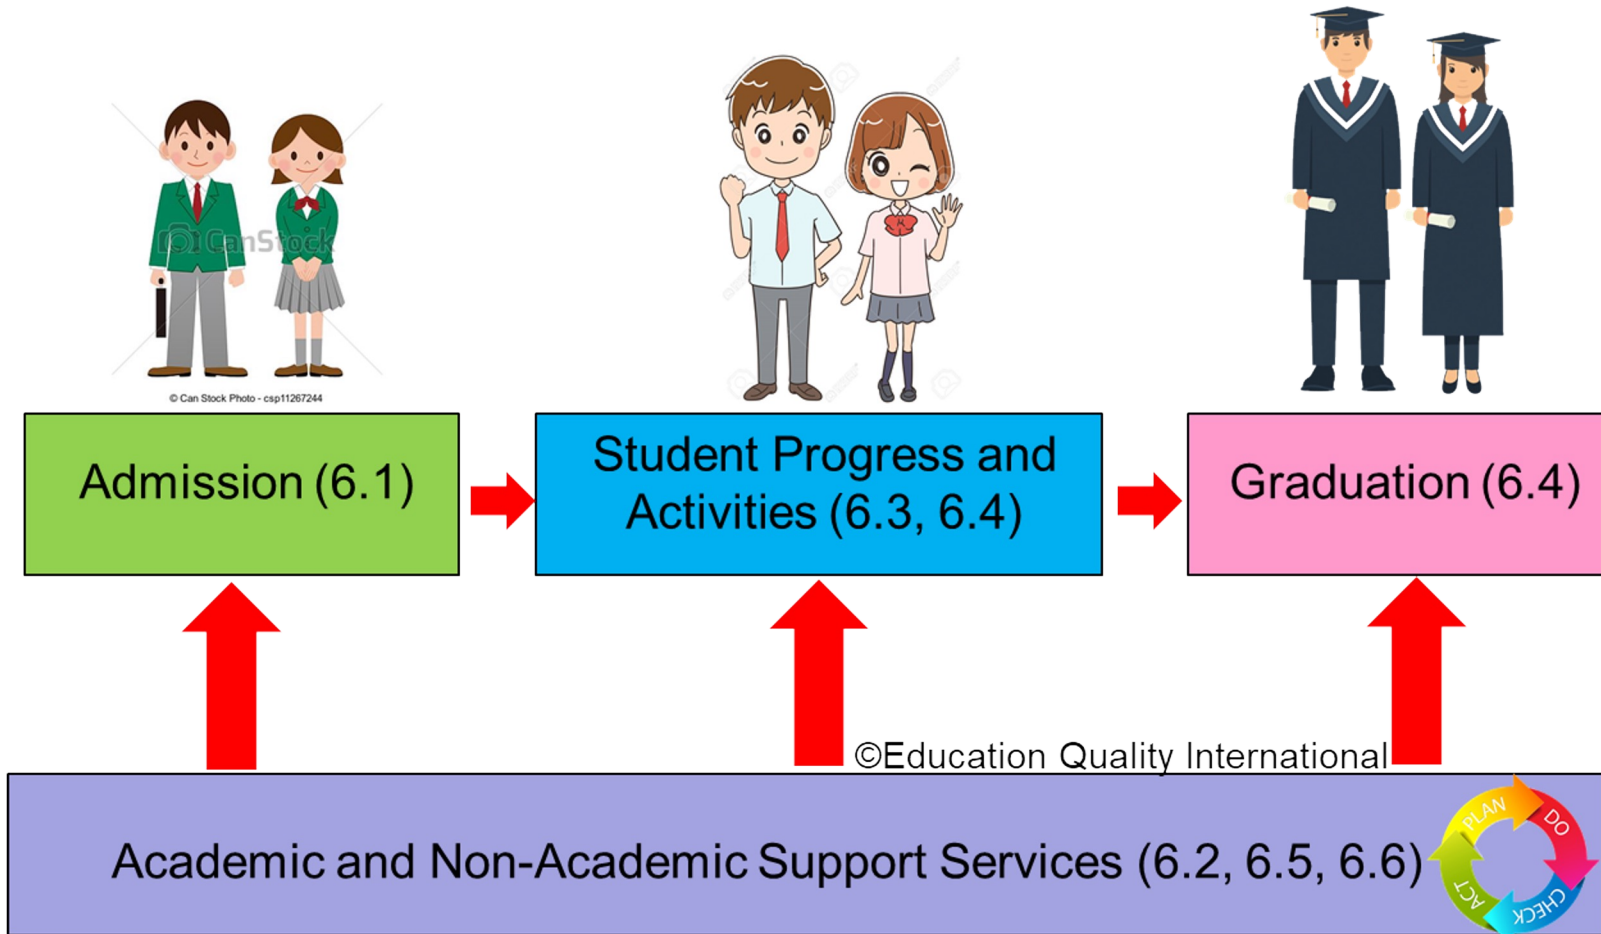 CanStock
© Can Stock Photo - csp11267244
Admission (6.1)
Student Progress and
Activities (6.3, 6.4)
Graduation (6.4)
©Education Quality International
Academic and Non-Academic Support Services (6.2, 6.5, 6.6)
PLAN
DO
CHECK
ACT